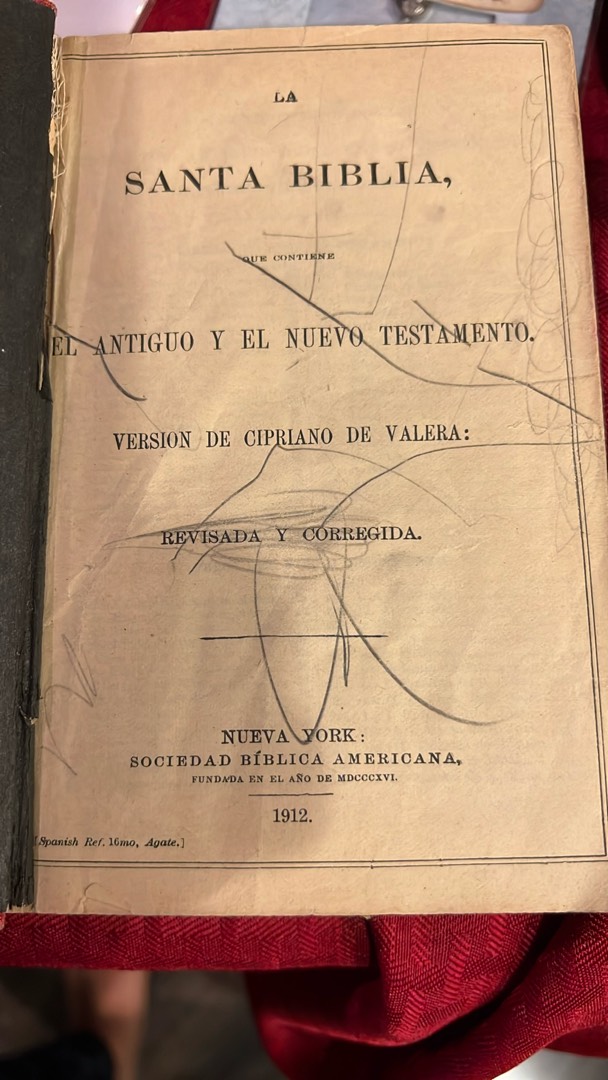 LA
SANTA BIBLIA,
QUE CONTIENE
EL ANTIGUO Y EL NUEVO TESTAMENTO.
VERSION DE CIPRIANO DE VALERA:
REVISADA Y CORREGIDA.
NUEVA YORK:
SOCIEDAD BÍBLICA AMERICANA,
FUNDADA EN EL AÑO DE MDCCCXVI.
1912.
[Spanish Ref. 16mo, Agate.]